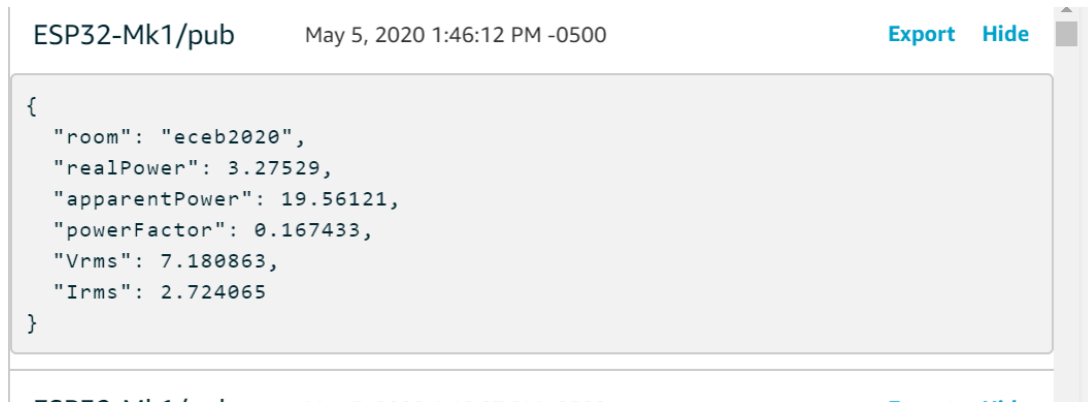 ESP32-Mk1/pub May 5, 2020 1:46:12 PM -0500 Export Hide
{
"room": "eceb2020",
"realPower": 3.27529,
"apparentPower": 19.56121,
"powerFactor": 0.167433,
"Vrms": 7.180863,
"Irms": 2.724065
}